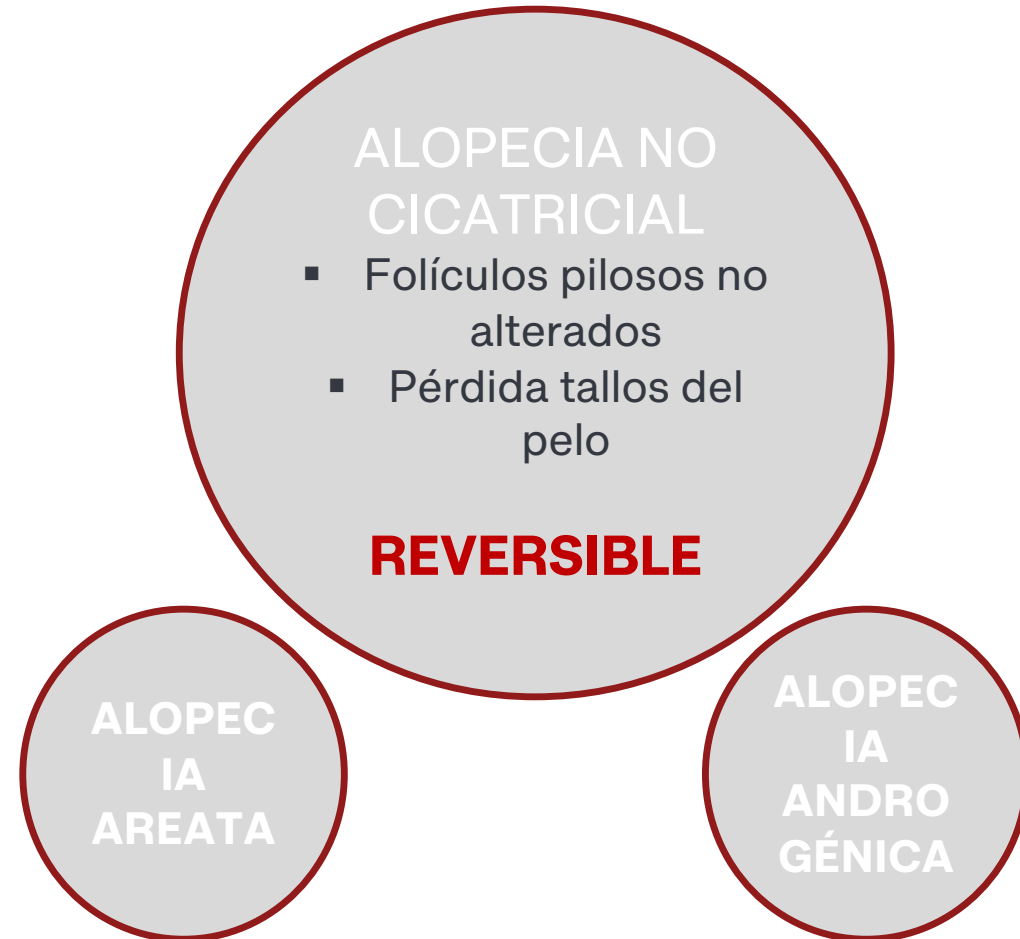 ALOPECIA NO
CICATRICIAL
▪ Folículos pilosos no
alterados
▪ Pérdida tallos del
pelo
REVERSIBLE
ALOPEC
IA
AREATA
ALOPEC
IA
ANDRO
GÉNICA